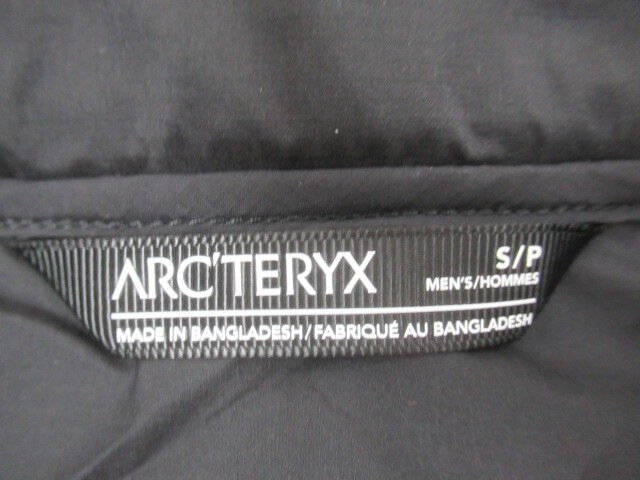 ARC'TERYX
S/P
MEN'S/HOMMES
MADE IN BANGLADESH/FABRIQUÉ AU BANGLADESH